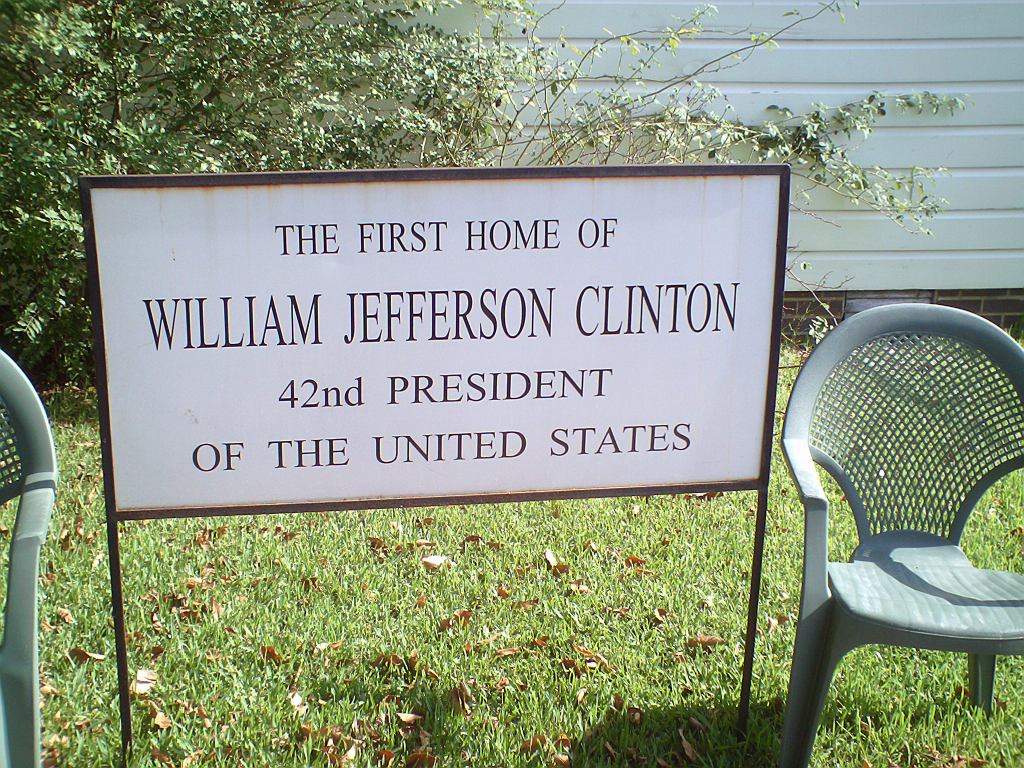 THE FIRST HOME OF
WILLIAM JEFFERSON CLINTON
42nd PRESIDENT
OF THE UNITED STATES